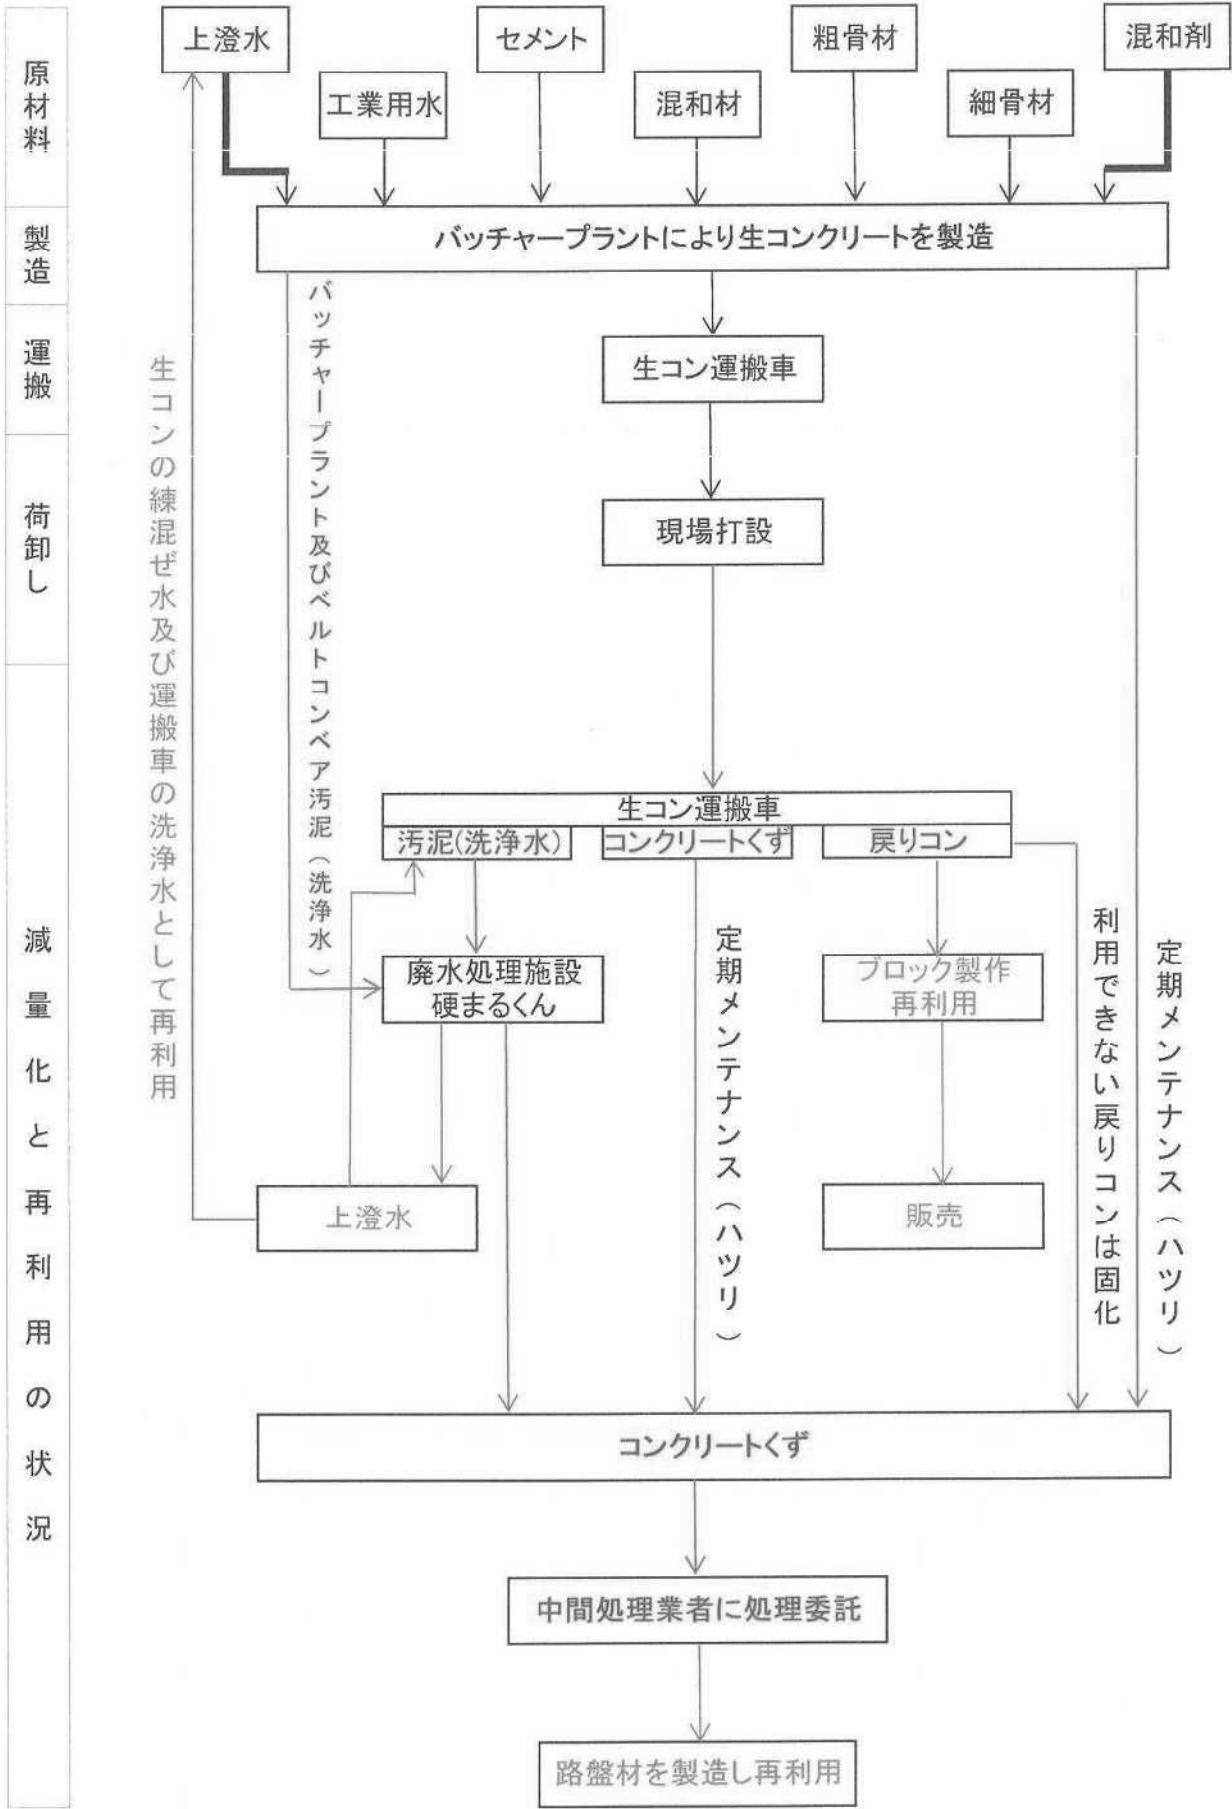 原材料
上澄水
セメント
粗骨材
混和剤
工業用水
混和材
細骨材
製造
バッチャープラントにより生コンクリートを製造
運搬
生コン運搬車
荷卸し
現場打設
減量化と再利用の状況
生コンの練混ぜ水及び運搬車の洗浄水として再利用
バッチャープラント及びベルトコンベア汚泥(洗浄水)
生コン運搬車
汚泥(洗浄水)
コンクリートくず
戻りコン
廃水処理施設
硬まるくん
定期メンテナンス(ハツリ)
ブロック製作
再利用
利用できない戻りコンは固化
定期メンテナンス(ハツリ)
上澄水
販売
コンクリートくず
中間処理業者に処理委託
路盤材を製造し再利用